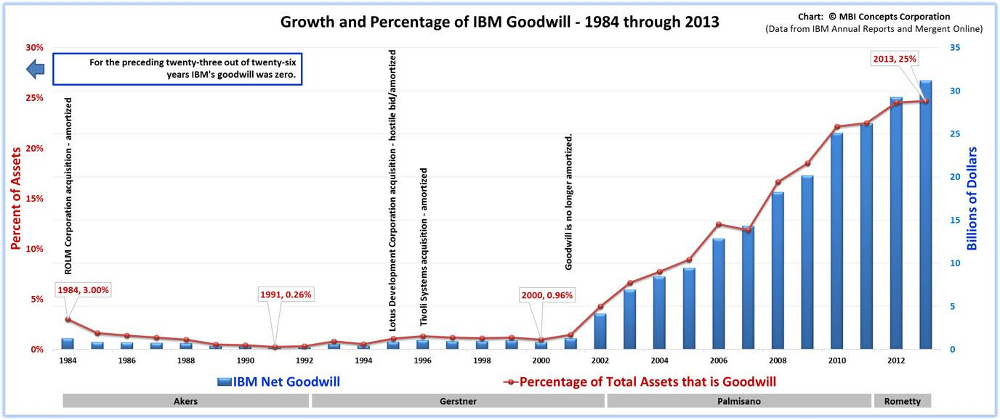 Growth and Percentage of IBM Goodwill - 1984 through 2013
Chart:  © MBI Concepts Corporation
(Data from IBM Annual Reports and Mergent Online)
For the preceding twenty-three out of twenty-six
years IBM's goodwill was zero.
Percent of Assets
30%
25%
20%
15%
10%
5%
0%
ROLM Corporation acquisition - amortized
Lotus Development Corporation acquisition - hostile bid/amortized
Tivoli Systems acquisition - amortized
Goodwill is no longer amortized.
1984, 3.00%
1991, 0.26%
2000, 0.96%
2013, 25%
35
30
25
20
15
10
5
0
Billions of Dollars
1984 1986 1988 1990 1992 1994 1996 1998 2000 2002 2004 2006 2008 2010 2012
IBM Net Goodwill
Percentage of Total Assets that is Goodwill
Akers Gerstner Palmisano Rometty